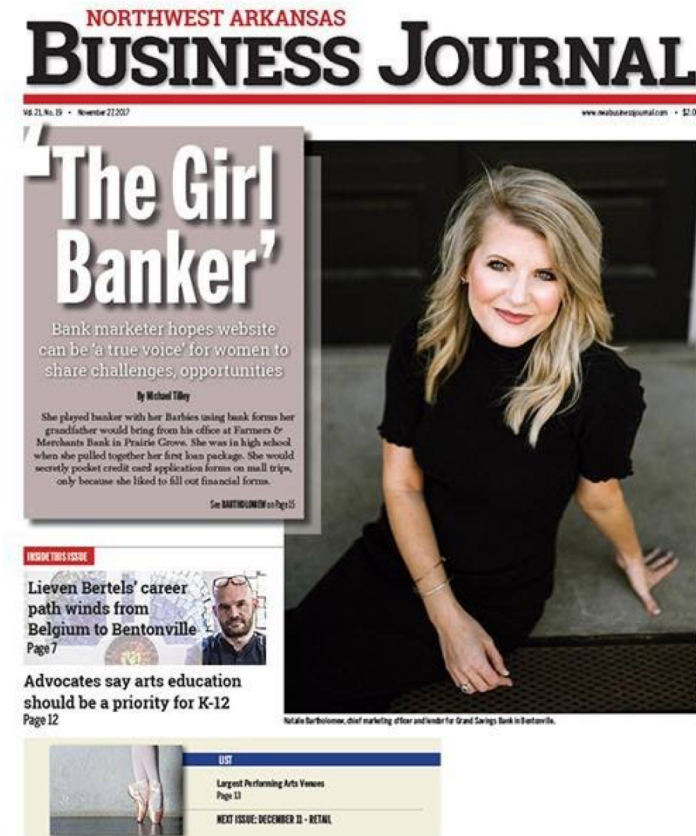 NORTHWEST ARKANSAS
BUSINESS JOURNAL
Vol. 21, No. 19 • November 27, 2017
www.nwabusinessjournal.com • $2.0
‘The Girl
Banker’
Bank marketer hopes website
can be ‘a true voice’ for women to
share challenges, opportunities
By Michael Tilley
She played banker with her Barbies using bank forms her
grandfather would bring from his office at Farmers &
Merchants Bank in Prairie Grove. She was in high school
when she pulled together her first loan package. She would
secretly pocket credit card application forms on mall trips,
only because she liked to fill out financial forms.
See BARTHOLOMEW on Page 15
INSIDE THIS ISSUE
Lieven Bertels’ career
path winds from
Belgium to Bentonville
Page 7
Advocates say arts education
should be a priority for K-12
Page 12
Natalie Bartholomew, chief marketing officer and lender for Grand Savings Bank in Bentonville.
LIST
Largest Performing Arts Venues
Page 13
NEXT ISSUE: DECEMBER 11 - RETAIL